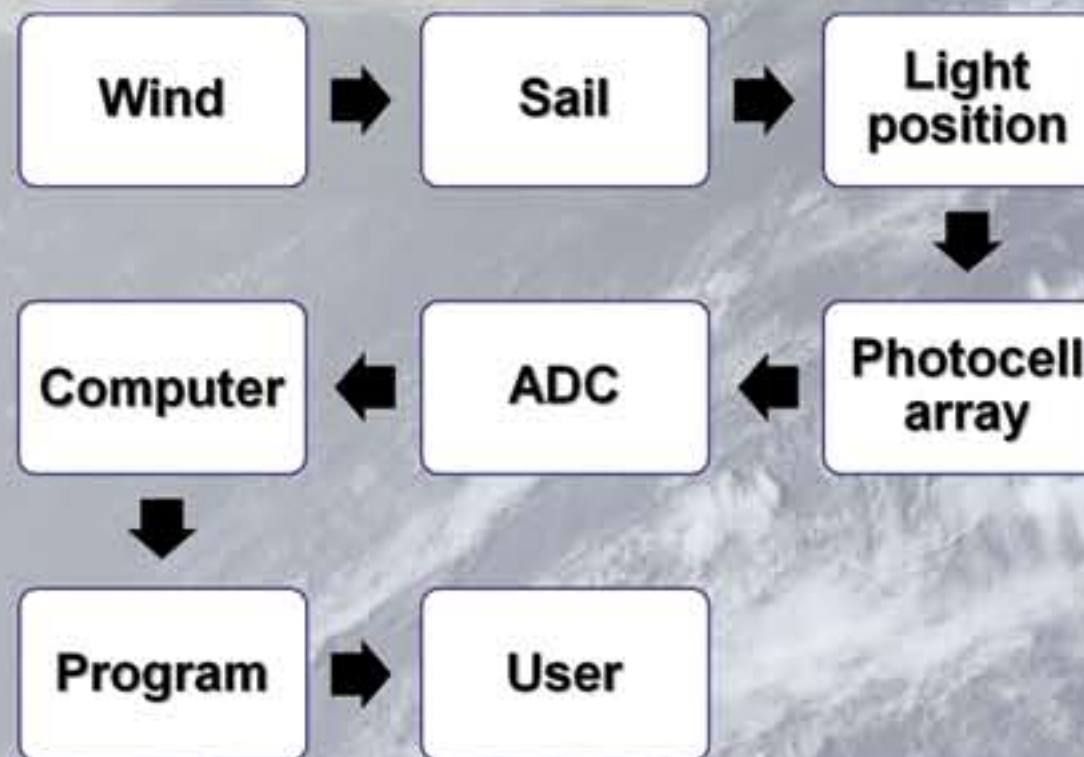 Wind
Sail
Light
position
Photocell
array
ADC
Computer
Program
User